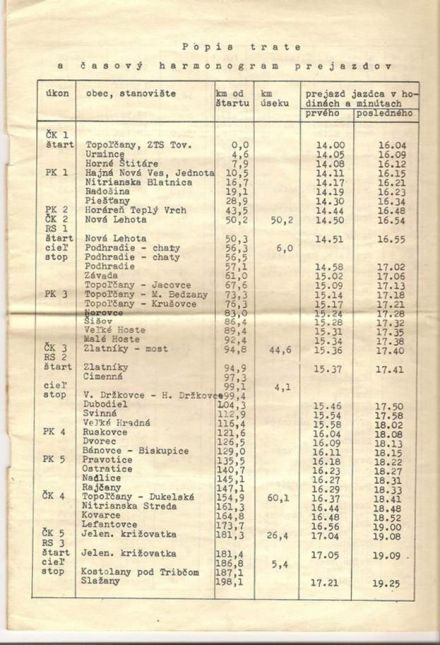 Popis trate
a časový harmonogram prejazdov
úkon obec, stanovište km od štartu km úseku prejazd jazdca v hodinách a minútach prvého posledného
ČK 1
štart Topoľčany, ZTS Tov. 0,0 14.00 16.04
Urmince 4,6 14.05 16.09
Horné Štitáre 7,9 14.08 16.12
PK 1 Hajná Nová Ves, Jednota 10,5 14.11 16.15
Nitrianska Blatnica 16,7 14.17 16.21
Radošina 19,1 14.19 16.23
Piešťany 28,9 14.30 16.34
PK 2 Horáreň Teplý Vrch 43,5 14.44 16.48
ČK 2 Nová Lehota 50,2 50,2 14.50 16.54
RS 1
štart Nová Lehota 50,3 14.51 16.55
cieľ Podhradie - chaty 56,3 6,0
stop Podhradie - chaty 56,5
Podhradie 57,1 14.58 17.02
Závada 61,0 15.02 17.06
Topoľčany - Jacovce 67,6 15.09 17.13
PK 3 Topoľčany - M. Bedzany 73,3 15.14 17.18
Topoľčany - Krušovce 76,3 15.17 17.21
Norovce 83,0 15.24 17.28
Šišov 86,4 15.28 17.32
Veľké Hoste 89,4 15.31 17.35
Malé Hoste 92,4 15.34 17.38
ČK 3 Zlatníky - most 94,8 44,6 15.36 17.40
RS 2
štart Zlatníky 94,9 15.37 17.41
Cimenná 97,3
cieľ 99,1 4,1
stop V. Držkovce - H. Držkovce 99,4
Dubodiel 104,3 15.46 17.50
Svinná 112,9 15.54 17.58
Veľké Hradná 116,4 15.58 18.02
PK 4 Ruskovce 121,6 16.04 18.08
Dvorec 126,5 16.09 18.13
Bánovce - Biskupice 129,0 16.11 18.15
PK 5 Pravotice 135,5 16.18 18.22
Ostratice 140,7 16.23 18.27
Nadlice 145,1 16.27 18.31
Rajčany 147,1 16.29 18.33
ČK 4 Topoľčany - Dukelská 154,9 60,1 16.37 18.41
Nitrianska Streda 161,3 16.44 18.48
Kovarce 164,8 16.48 18.52
Lefantovce 173,7 16.56 19.00
ČK 5 Jelen. križovatka 181,3 26,4 17.04 19.08
RS 3
štart Jelen. križovatka 181,4 17.05 19.09
cieľ 186,8 5,4
stop Kostolany pod Tribčom 187,1
Slažany 198,1 17.21 19.25